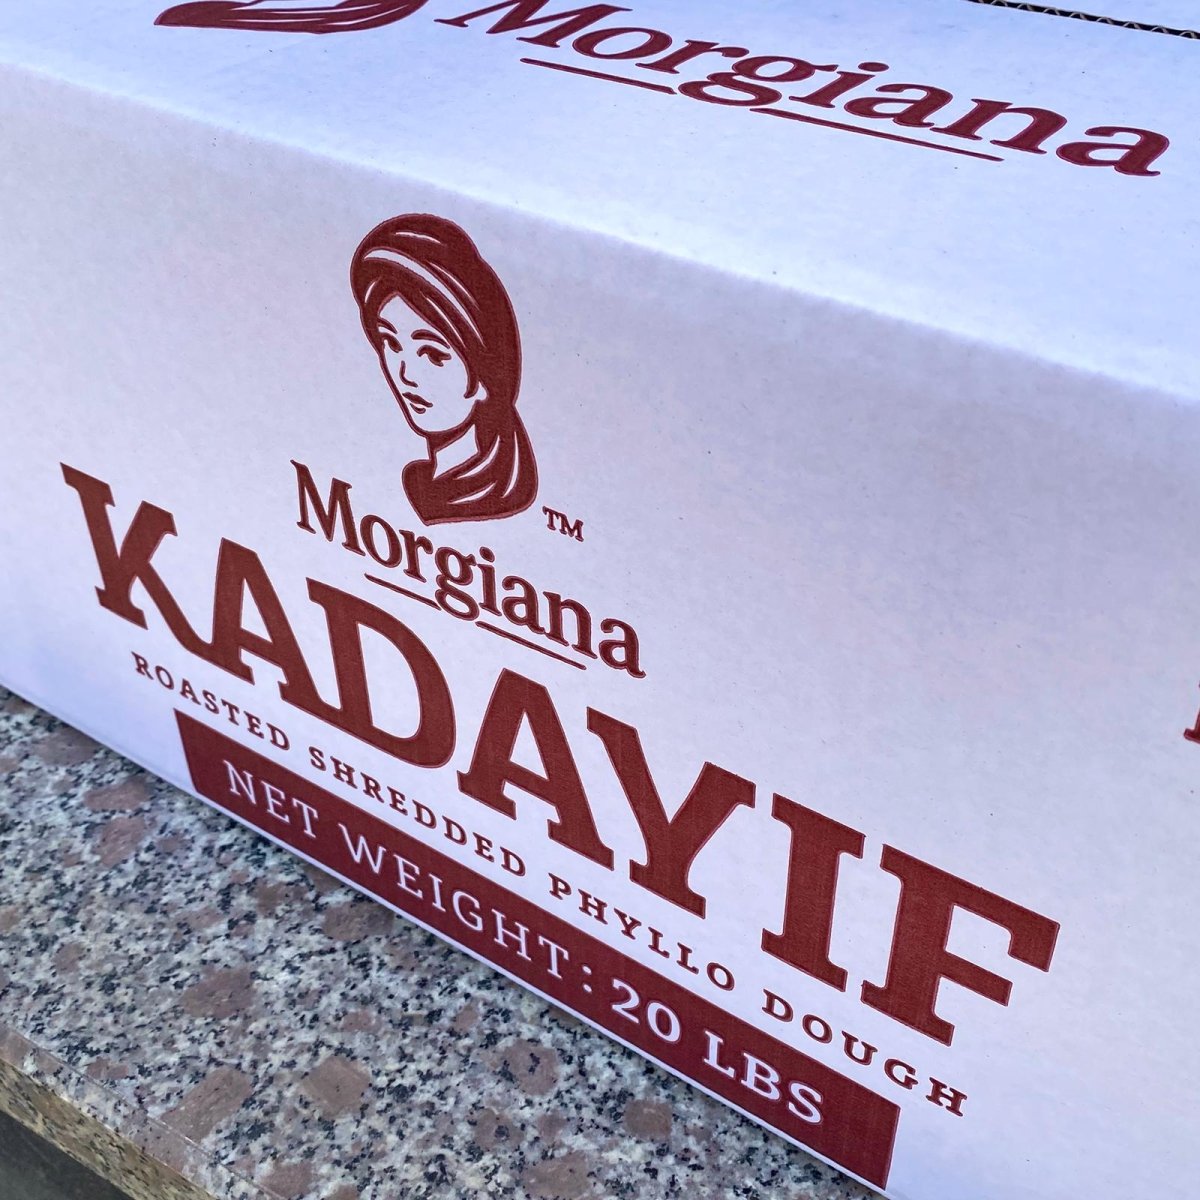 Morgiana
Morgiana
TM
KADAYIF
ROASTED SHREDDED PHYLLO DOUGH
NET WEIGHT: 20 LBS